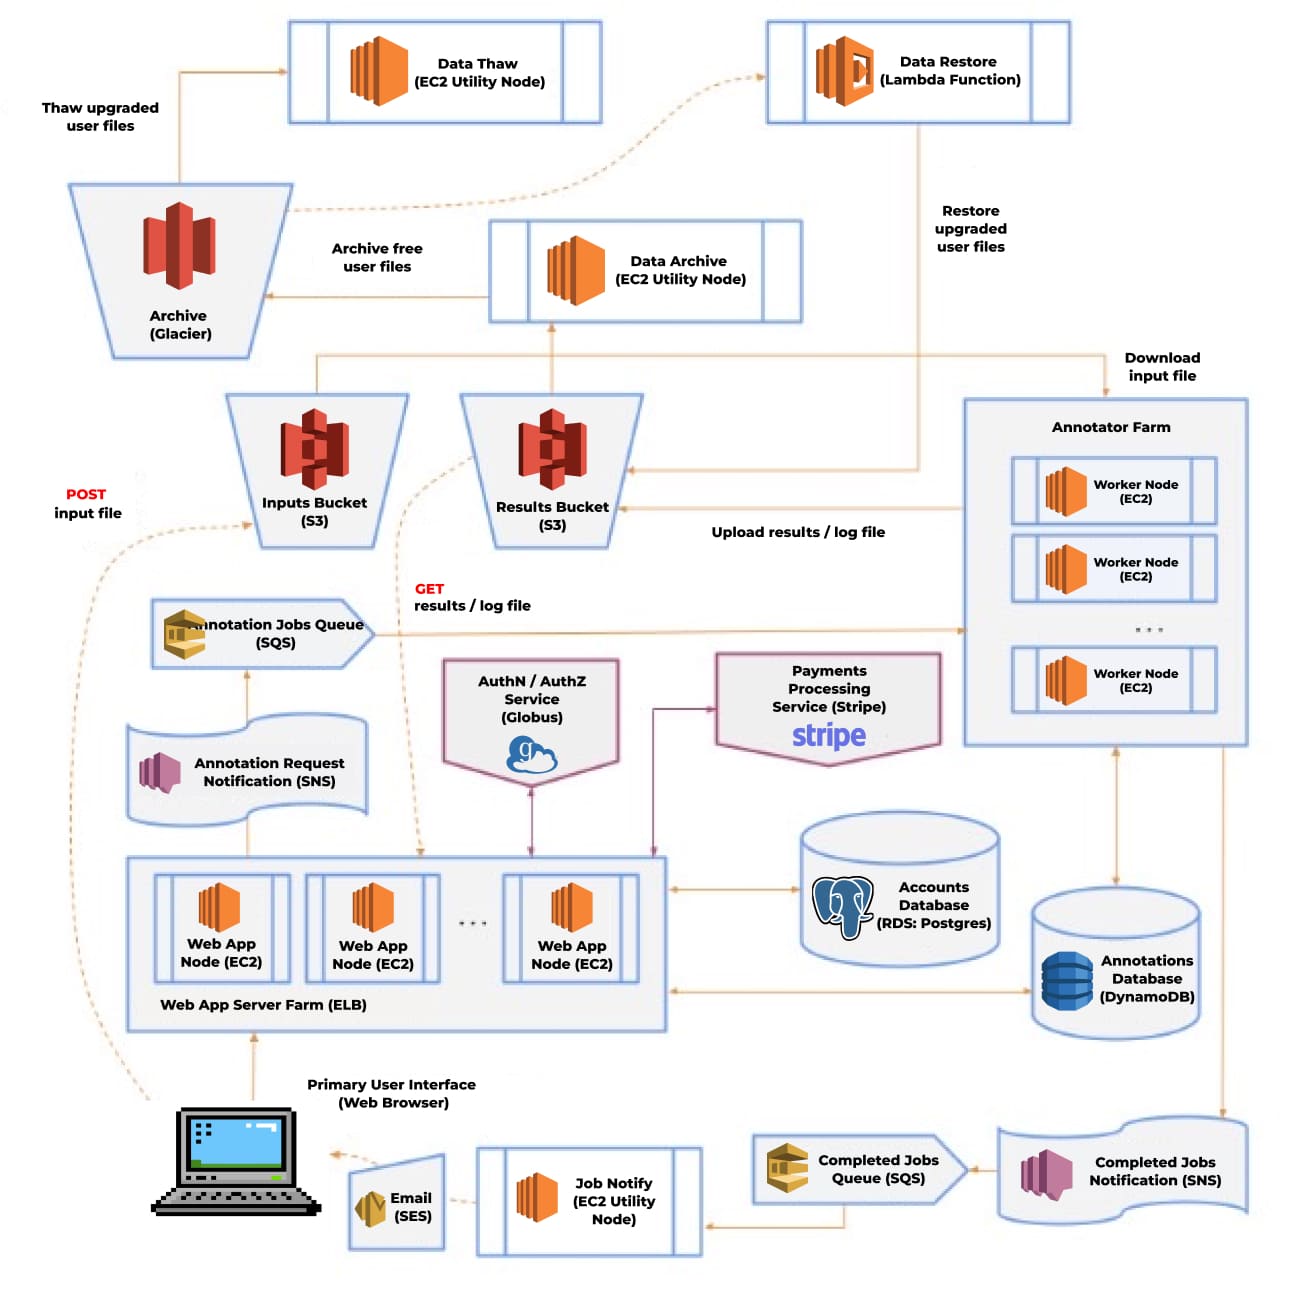 Data Thaw
(EC2 Utility Node)
Data Restore
(Lambda Function)
Thaw upgraded
user files
Restore
upgraded
user files
Archive free
user files
Data Archive
(EC2 Utility Node)
Archive
(Glacier)
Download
input file
Annotator Farm
Worker Node
(EC2)
Worker Node
(EC2)
...
Worker Node
(EC2)
POST
input file
Inputs Bucket
(S3)
Results Bucket
(S3)
Upload results / log file
GET
results / log file
Annotation Jobs Queue
(SQS)
AuthN / AuthZ
Service
(Globus)
g
Payments
Processing
Service (Stripe)
stripe
Annotation Request
Notification (SNS)
Web App
Node (EC2)
Web App
Node (EC2)
...
Web App
Node (EC2)
Web App Server Farm (ELB)
Accounts
Database
(RDS: Postgres)
Annotations
Database
(DynamoDB)
Primary User Interface
(Web Browser)
Email
(SES)
Job Notify
(EC2 Utility
Node)
Completed Jobs
Queue (SQS)
Completed Jobs
Notification (SNS)